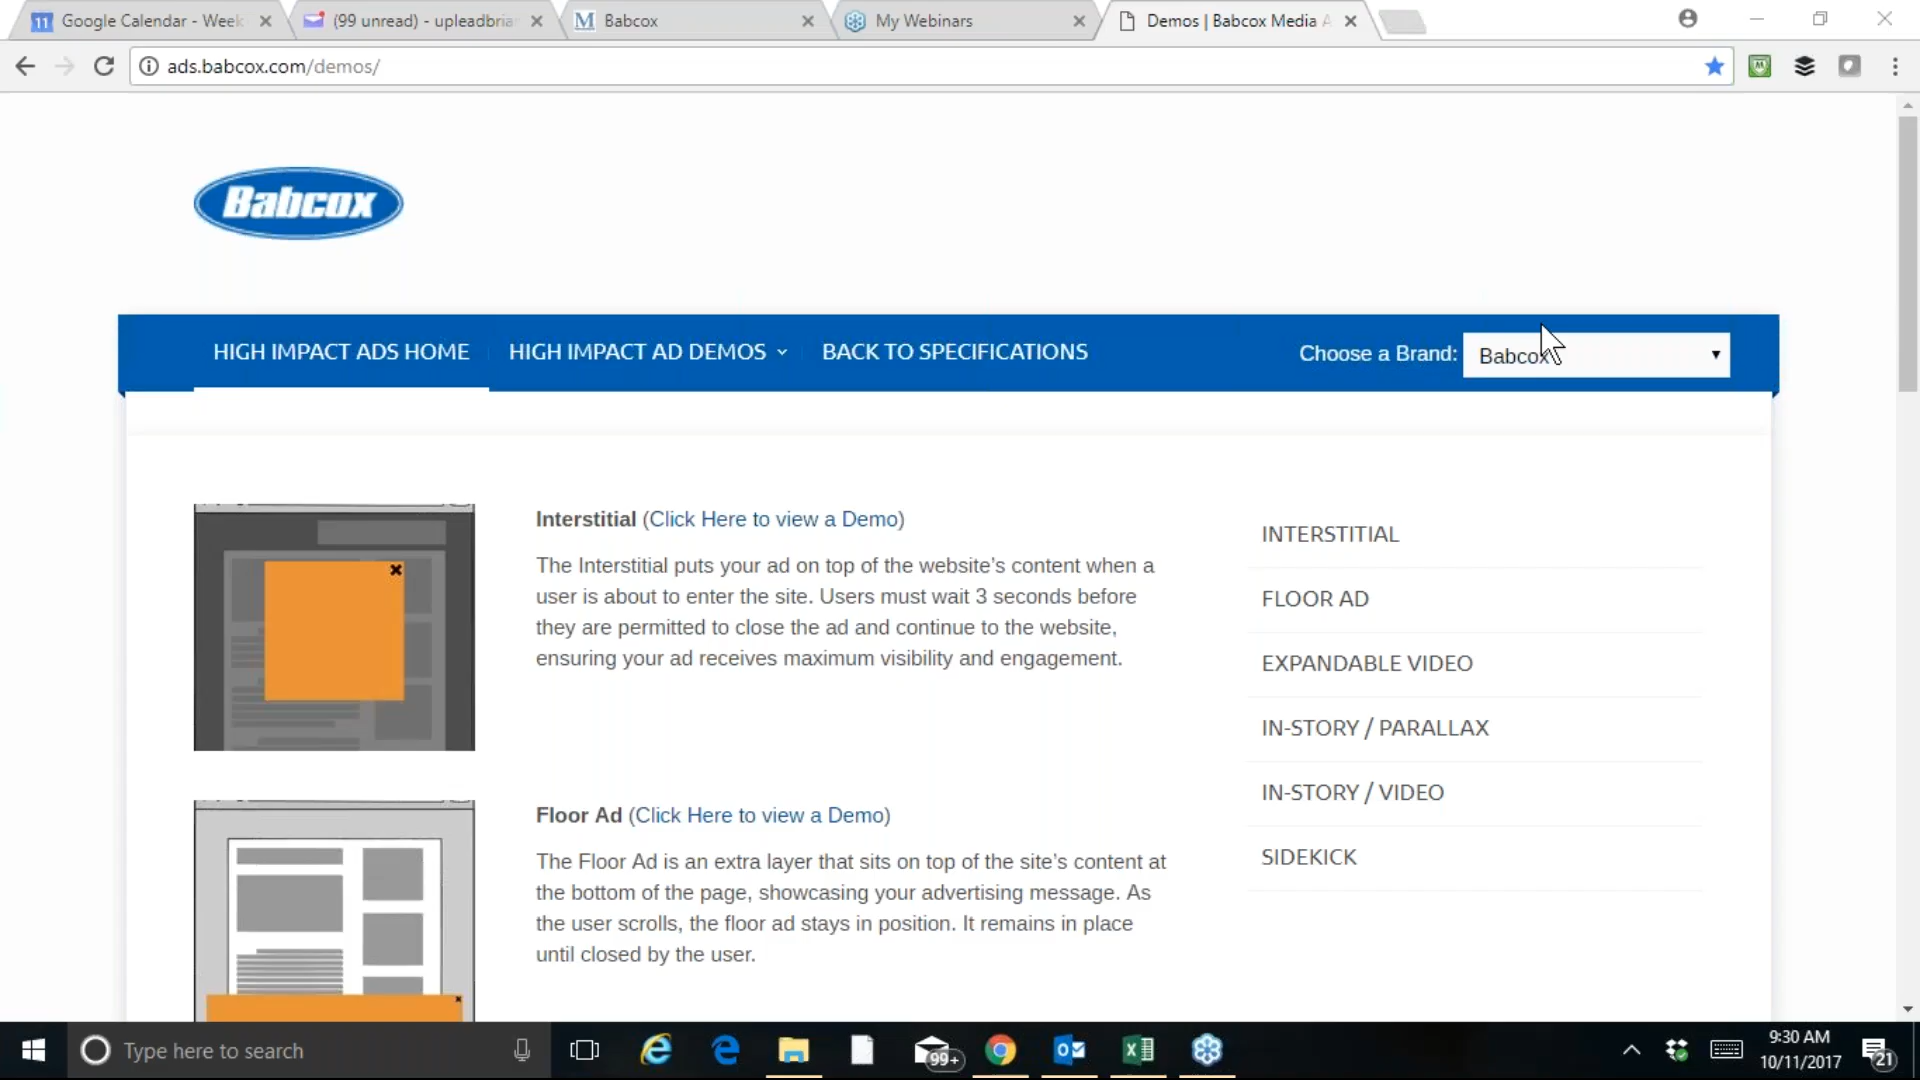 11 Google Calendar - Week
(99 unread) - upleadbria
M Babcox
My Webinars
Demos | Babcox Media A
ads.babcox.com/demos/
Babcox
HIGH IMPACT ADS HOME
HIGH IMPACT AD DEMOS
BACK TO SPECIFICATIONS
Choose a Brand:
Babcox
Interstitial (Click Here to view a Demo)
The Interstitial puts your ad on top of the website’s content when a
user is about to enter the site. Users must wait 3 seconds before
they are permitted to close the ad and continue to the website,
ensuring your ad receives maximum visibility and engagement.
Floor Ad (Click Here to view a Demo)
The Floor Ad is an extra layer that sits on top of the site’s content at
the bottom of the page, showcasing your advertising message. As
the user scrolls, the floor ad stays in position. It remains in place
until closed by the user.
INTERSTITIAL
FLOOR AD
EXPANDABLE VIDEO
IN-STORY / PARALLAX
IN-STORY / VIDEO
SIDEKICK
Type here to search
99+
9:30 AM
10/11/2017
21